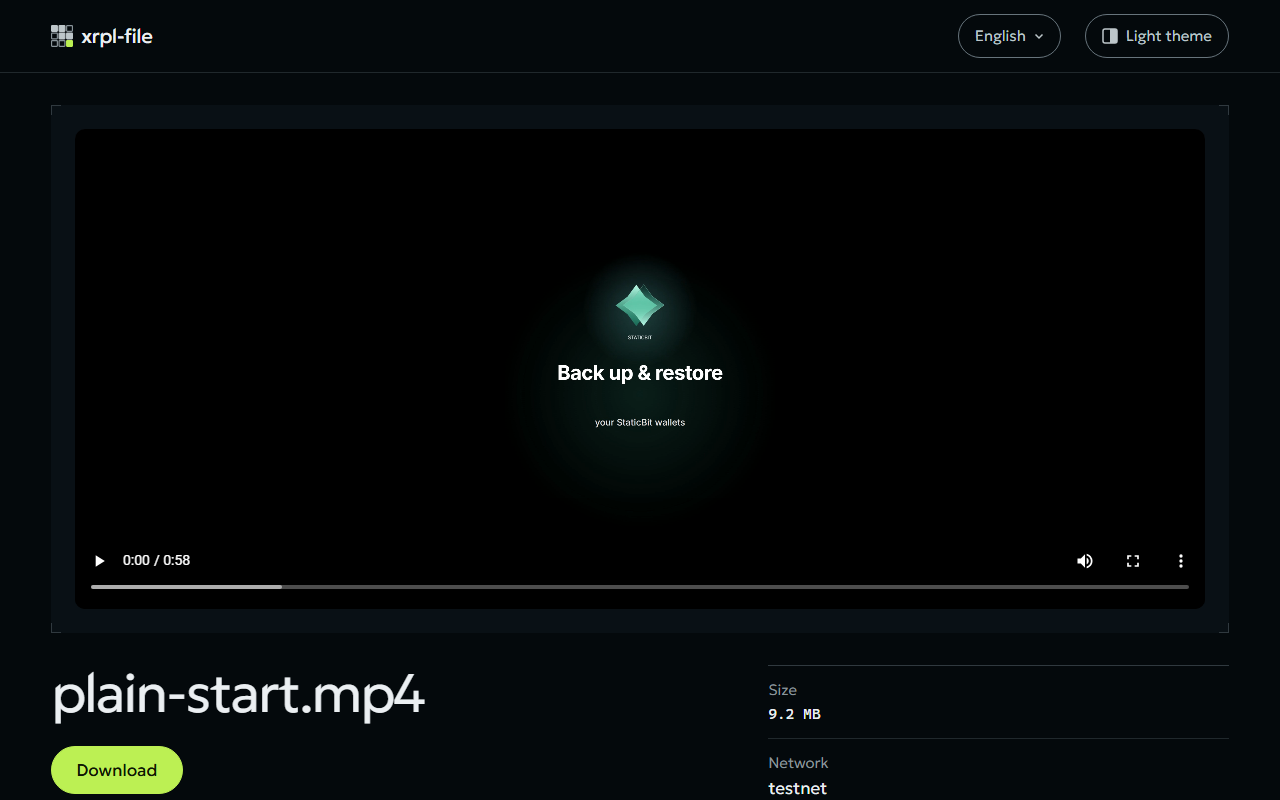 xrpl-file
English
Light theme
STATICBIT
Back up & restore
your StaticBit wallets
0:00 / 0:58
plain-start.mp4
Download
Size
9.2 MB
Network
testnet